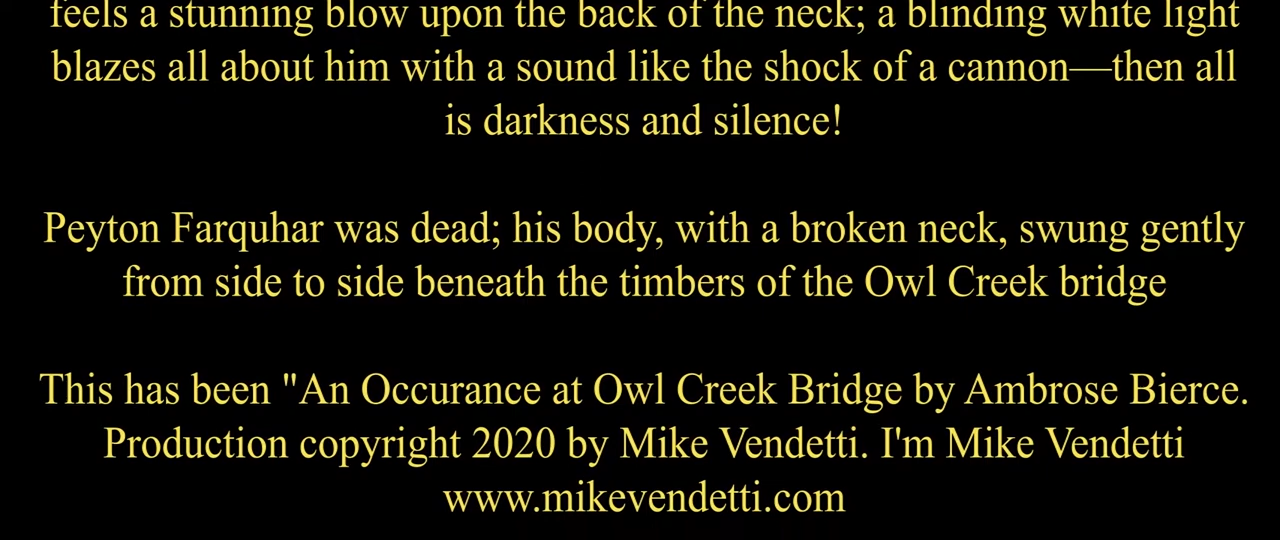 feels a stunning blow upon the back of the neck; a blinding white light
blazes all about him with a sound like the shock of a cannon—then all
is darkness and silence!
Peyton Farquhar was dead; his body, with a broken neck, swung gently
from side to side beneath the timbers of the Owl Creek bridge
This has been "An Occurance at Owl Creek Bridge by Ambrose Bierce.
Production copyright 2020 by Mike Vendetti. I'm Mike Vendetti
www.mikevendetti.com